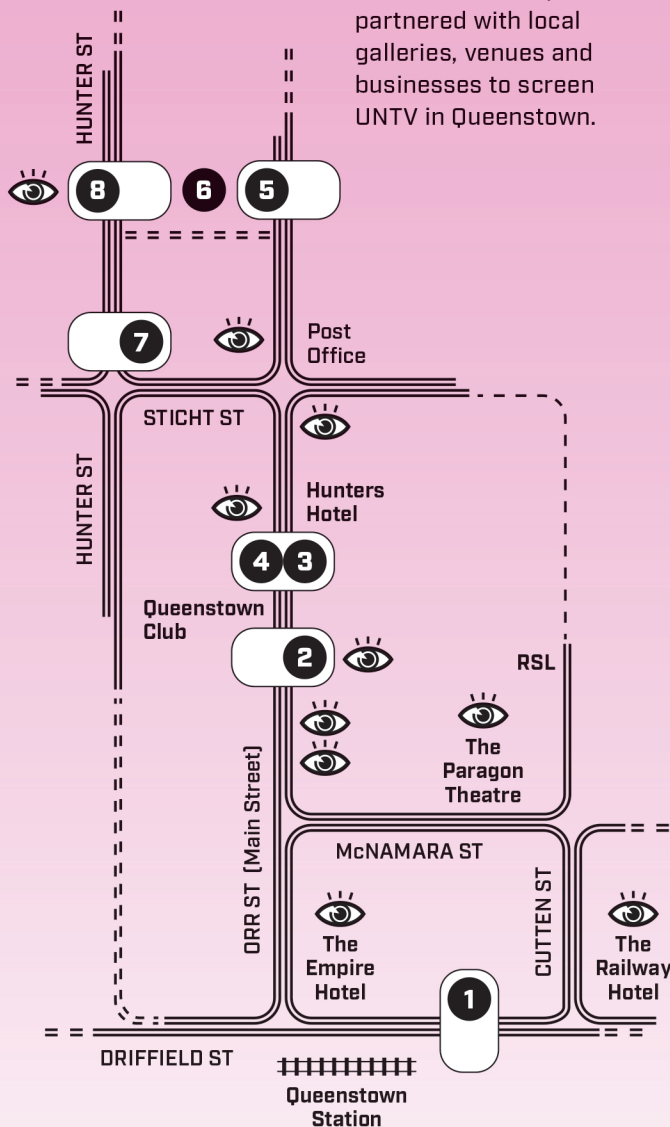 partnered with local
galleries, venues and
businesses to screen
UNTV in Queenstown.
HUNTER ST
8
6
5
7
Post
Office
STICHT ST
HUNTER ST
Hunters
Hotel
4
3
Queenstown
Club
2
RSL
The
Paragon
Theatre
ORR ST (Main Street)
McNAMARA ST
CUTTEN ST
The
Empire
Hotel
The
Railway
Hotel
1
DRIFFIELD ST
Queenstown
Station